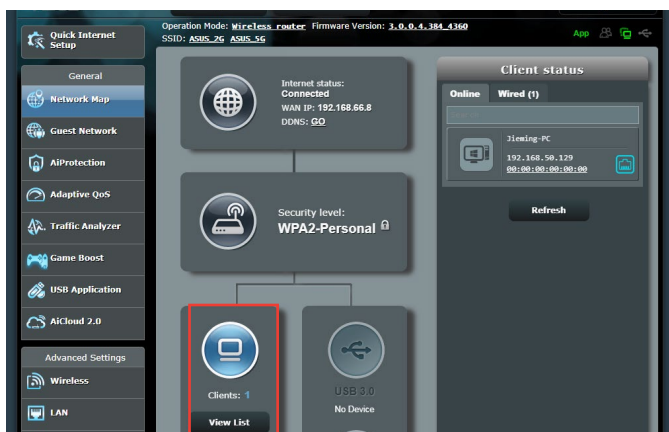 Operation Mode: Wireless router Firmware Version: 3.0.0.4.384_4360
SSID: ASUS_2G ASUS_5G
App
Quick Internet
Setup
General
Network Map
Guest Network
AiProtection
Adaptive QoS
Traffic Analyzer
Game Boost
USB Application
AiCloud 2.0
Advanced Settings
Wireless
LAN
Internet status:
Connected
WAN IP: 192.168.66.8
DDNS: GO
Security level:
WPA2-Personal
Clients: 1
View List
USB 3.0
No Device
Client status
Online Wired (1)
Jieming-PC
192.168.50.129
00:00:00:00:00:00
Refresh